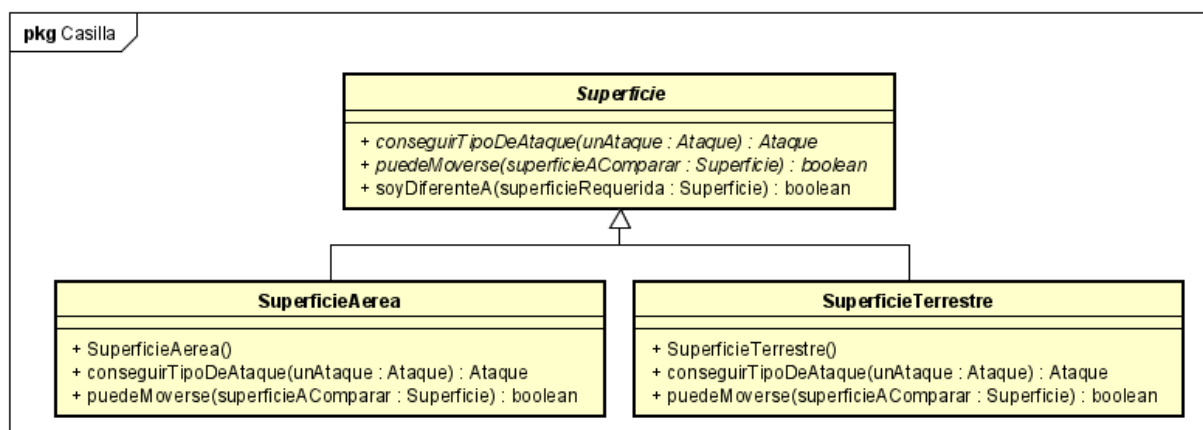 pkg Casilla
Superficie
+ conseguirTipoDeAtaque(unAtaque : Ataque) : Ataque
+ puedeMoverse(superficieAComparar : Superficie) : boolean
+ soyDiferenteA(superficieRequerida : Superficie) : boolean
SuperficieAerea
+ SuperficieAerea()
+ conseguirTipoDeAtaque(unAtaque : Ataque) : Ataque
+ puedeMoverse(superficieAComparar : Superficie) : boolean
SuperficieTerrestre
+ SuperficieTerrestre()
+ conseguirTipoDeAtaque(unAtaque : Ataque) : Ataque
+ puedeMoverse(superficieAComparar : Superficie) : boolean